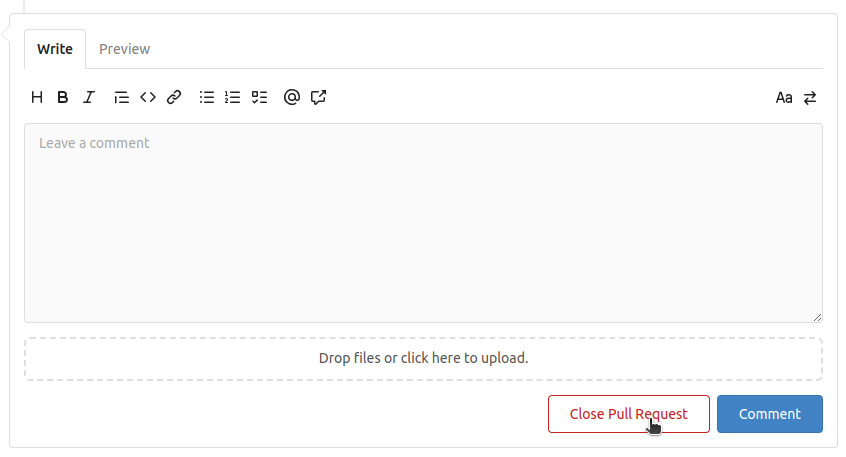 Write Preview
H B I @ Aa
Leave a comment
Drop files or click here to upload.
Close Pull Request Comment